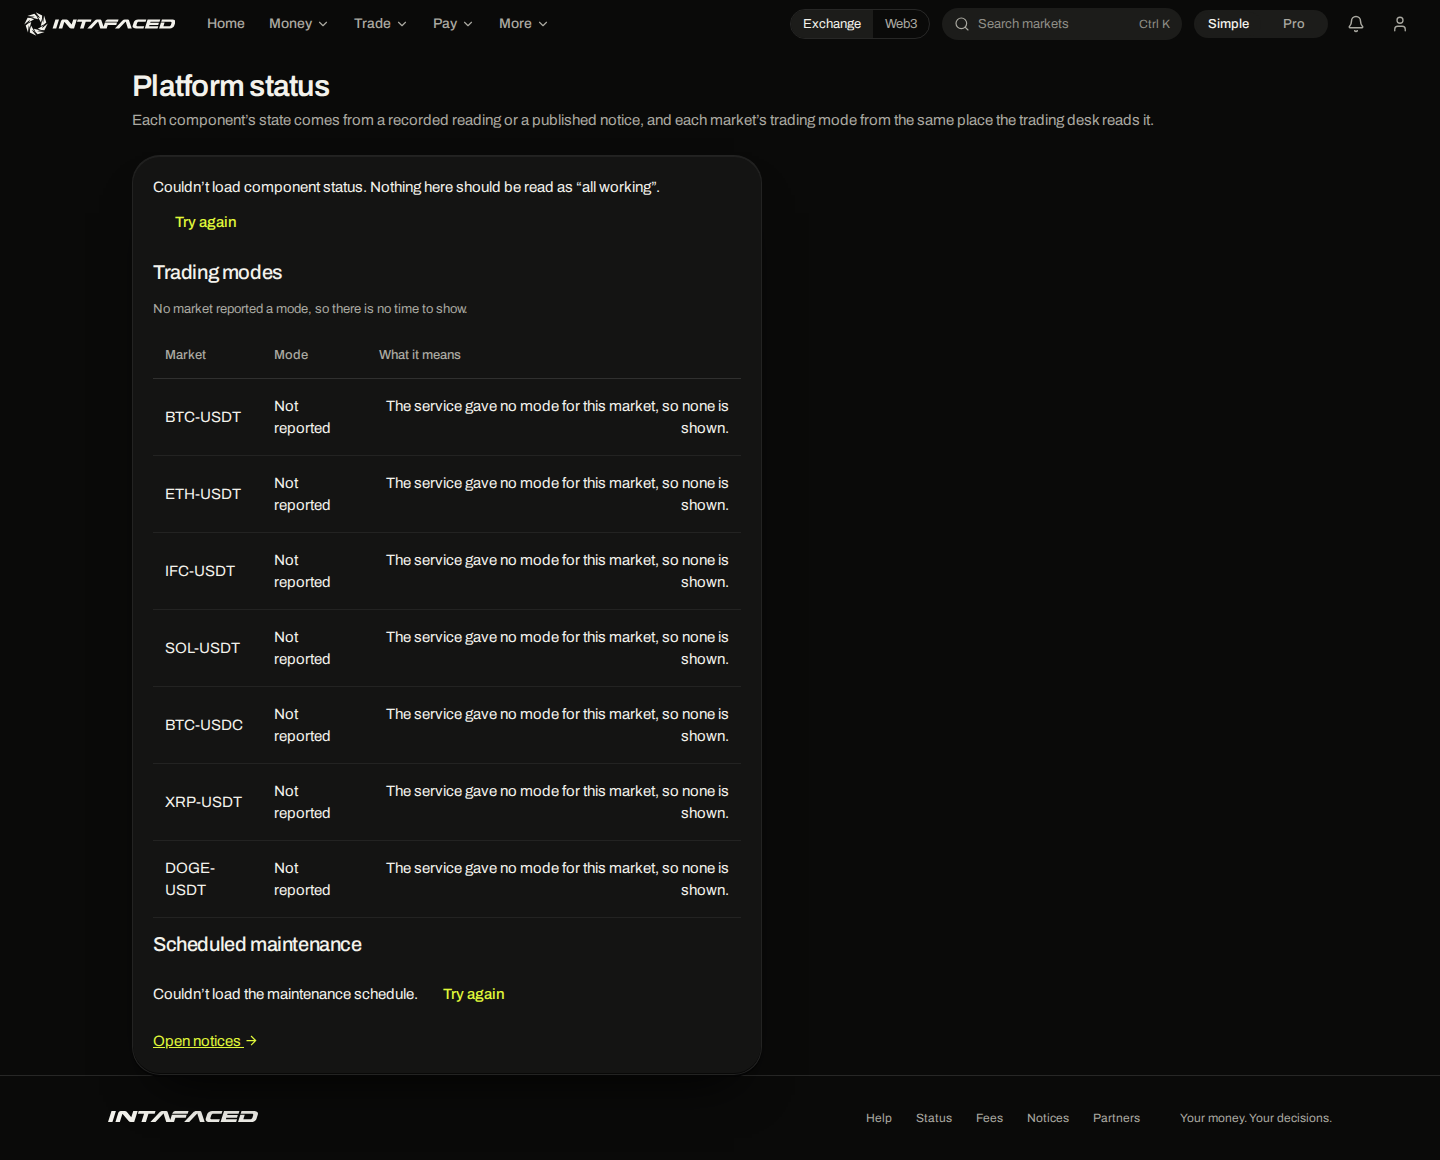 INTAFACED Home Money Trade Pay More Exchange Web3 Search markets Ctrl K Simple Pro
Platform status
Each component’s state comes from a recorded reading or a published notice, and each market’s trading mode from the same place the trading desk reads it.
Couldn’t load component status. Nothing here should be read as “all working”.
Try again
Trading modes
No market reported a mode, so there is no time to show.
Market Mode What it means
BTC-USDT Not reported The service gave no mode for this market, so none is shown.
ETH-USDT Not reported The service gave no mode for this market, so none is shown.
IFC-USDT Not reported The service gave no mode for this market, so none is shown.
SOL-USDT Not reported The service gave no mode for this market, so none is shown.
BTC-USDC Not reported The service gave no mode for this market, so none is shown.
XRP-USDT Not reported The service gave no mode for this market, so none is shown.
DOGE-USDT Not reported The service gave no mode for this market, so none is shown.
Scheduled maintenance
Couldn’t load the maintenance schedule. Try again
Open notices →
INTAFACED Help Status Fees Notices Partners Your money. Your decisions.